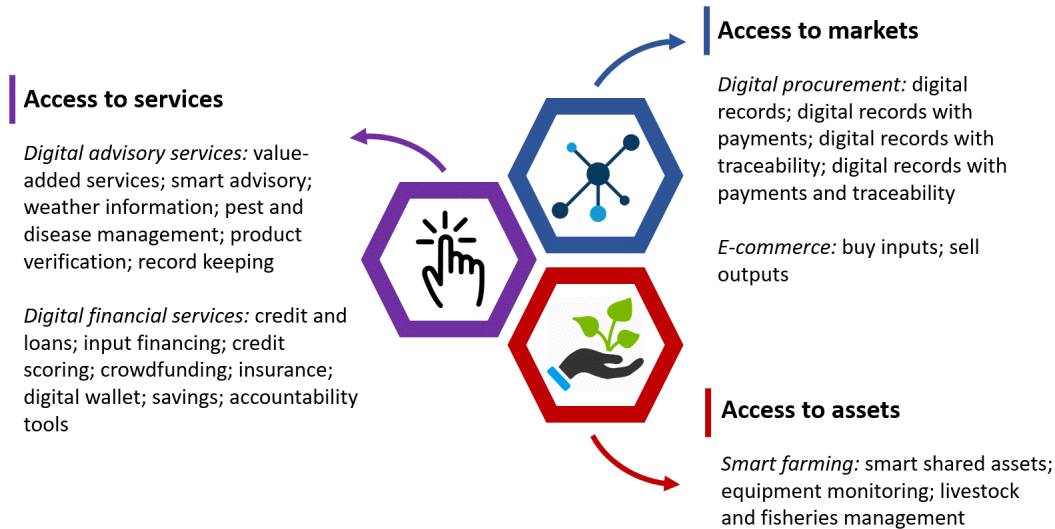 Access to services
Digital advisory services: value-
added services; smart advisory;
weather information; pest and
disease management; product
verification; record keeping
Digital financial services: credit and
loans; input financing; credit
scoring; crowdfunding; insurance;
digital wallet; savings; accountability
tools
Access to markets
Digital procurement: digital
records; digital records with
payments; digital records with
traceability; digital records with
payments and traceability
E-commerce: buy inputs; sell
outputs
Access to assets
Smart farming: smart shared assets;
equipment monitoring; livestock
and fisheries management